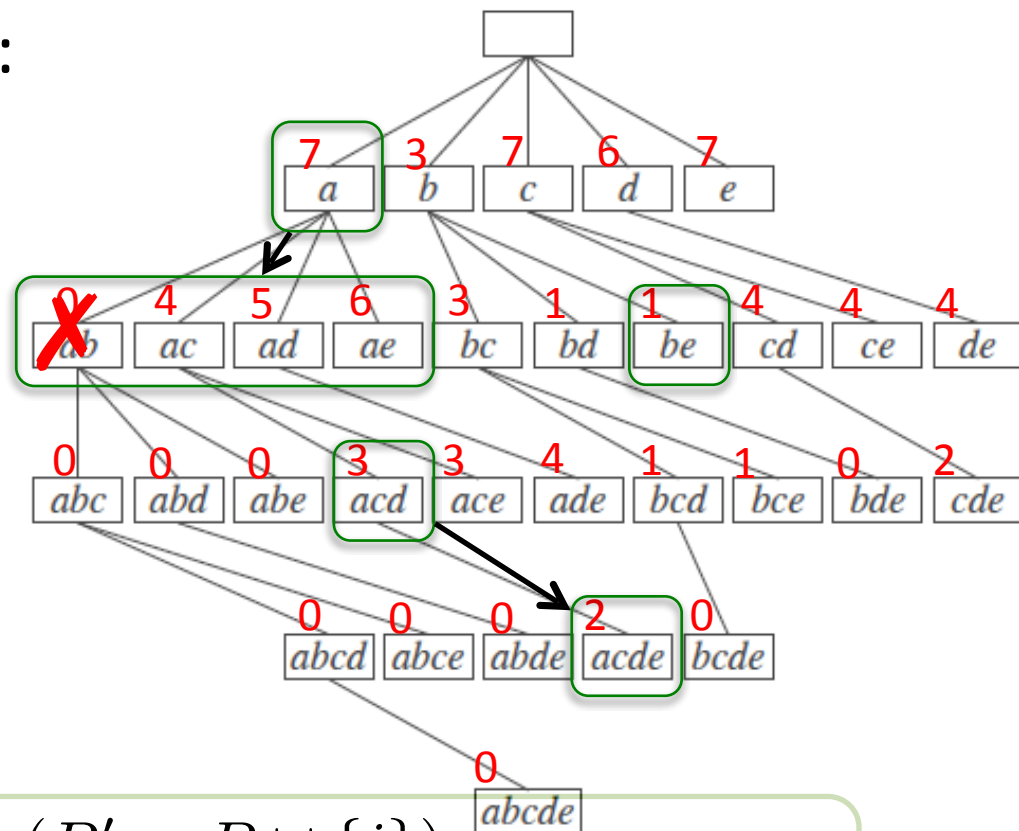 :
7 3 7 6 7
a b c d e
0 4 5 6 3 1 1 4 4 4
ab ac ad ae bc bd be cd ce de
0 0 0 3 3 4 1 1 0 2
abc abd abe acd ace ade bcd bce bde cde
0 0 0 2 0
abcd abce abde acde bcde
0
abcde